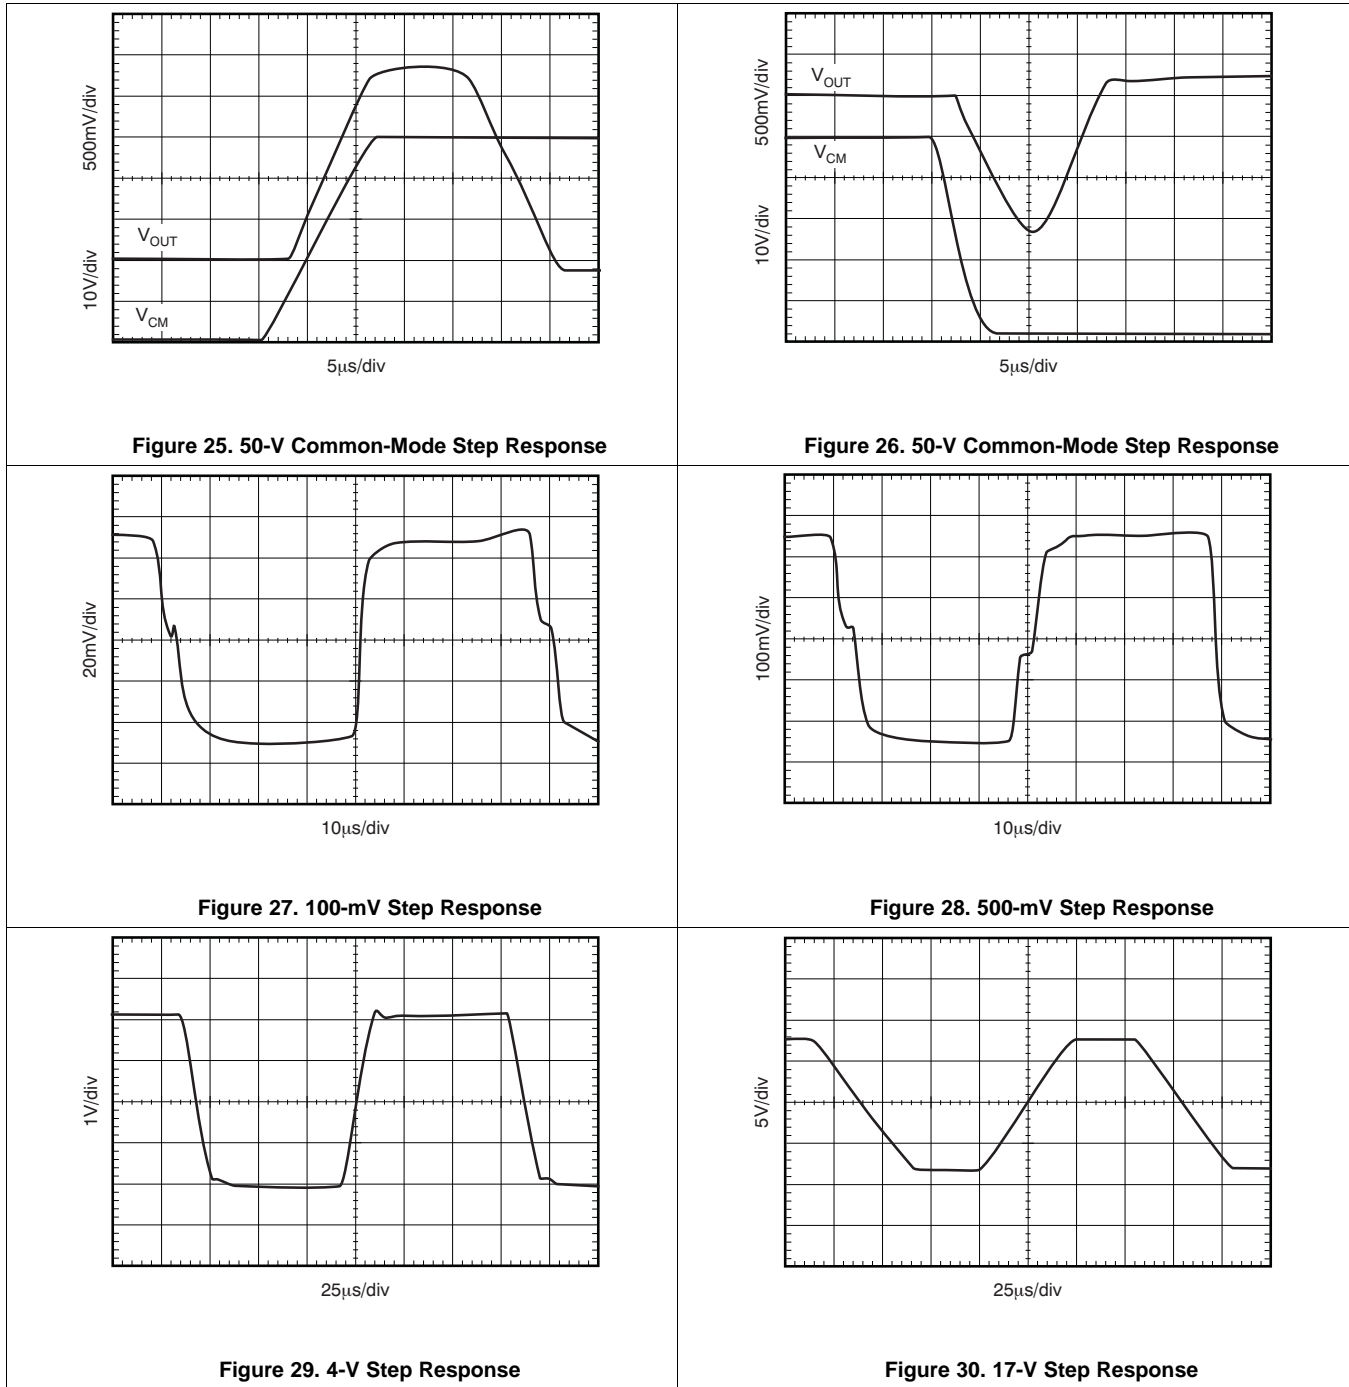 500mV/div
10V/div
V_OUT
V_CM
5μs/div
Figure 25. 50-V Common-Mode Step Response
500mV/div
10V/div
V_OUT
V_CM
5μs/div
Figure 26. 50-V Common-Mode Step Response
20mV/div
10μs/div
Figure 27. 100-mV Step Response
100mV/div
10μs/div
Figure 28. 500-mV Step Response
1V/div
25μs/div
Figure 29. 4-V Step Response
5V/div
25μs/div
Figure 30. 17-V Step Response